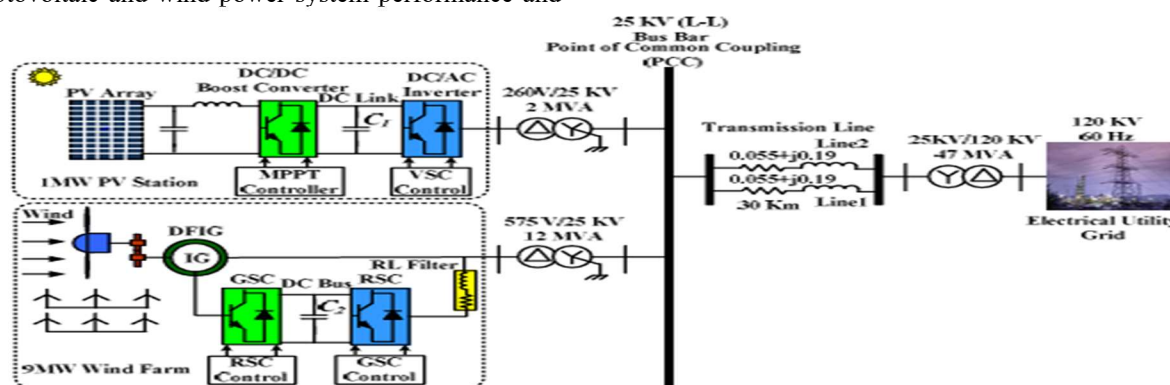 otovoltaic and wind power system performance and
25 KV (L-L)
Bus Bar
Point of Common Coupling
(PCC)
DC/DC
Boost Converter
PV Array
DC Link
DC/AC
Inverter
C1
MPPT
Controller
VSC
Control
1MW PV Station
260V/25 KV
2 MVA
Transmission Line
Line2
0.055+j0.19
0.055+j0.19
30 Km
Line1
25KV/120 KV
47 MVA
120 KV
60 Hz
Electrical Utility
Grid
Wind
DFIG
IG
GSC
DC Bus
RSC
RL Filter
C2
RSC
Control
GSC
Control
9MW Wind Farm
575V/25 KV
12 MVA